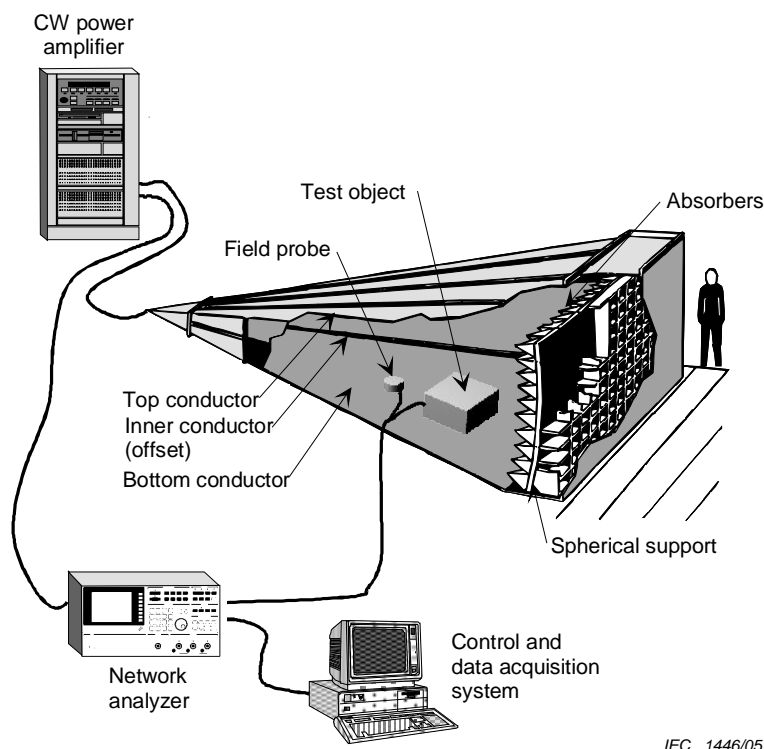 CW power
amplifier
Test object
Absorbers
Field probe
Top conductor
Inner conductor
(offset)
Bottom conductor
Spherical support
Network
analyzer
Control and
data acquisition
system
IEC 1446/05